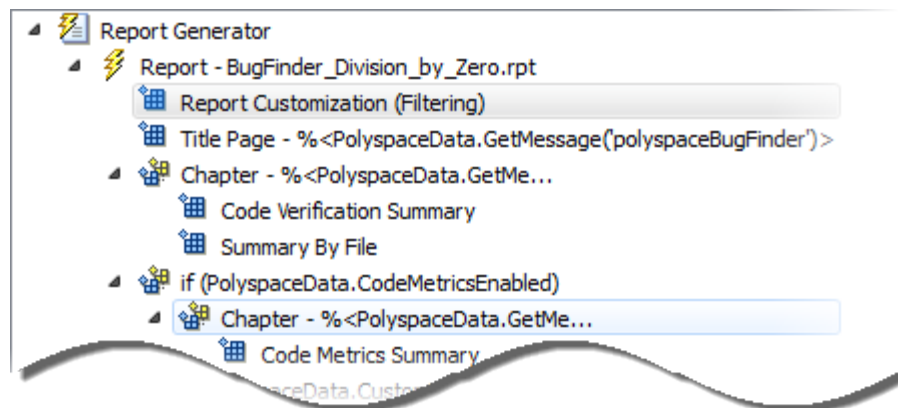 Report Generator
Report - BugFinder_Division_by_Zero.rpt
Report Customization (Filtering)
Title Page - %<PolyspaceData.GetMessage('polyspaceBugFinder')>
Chapter - %<PolyspaceData.GetMe...
Code Verification Summary
Summary By File
if (PolyspaceData.CodeMetricsEnabled)
Chapter - %<PolyspaceData.GetMe...
Code Metrics Summary